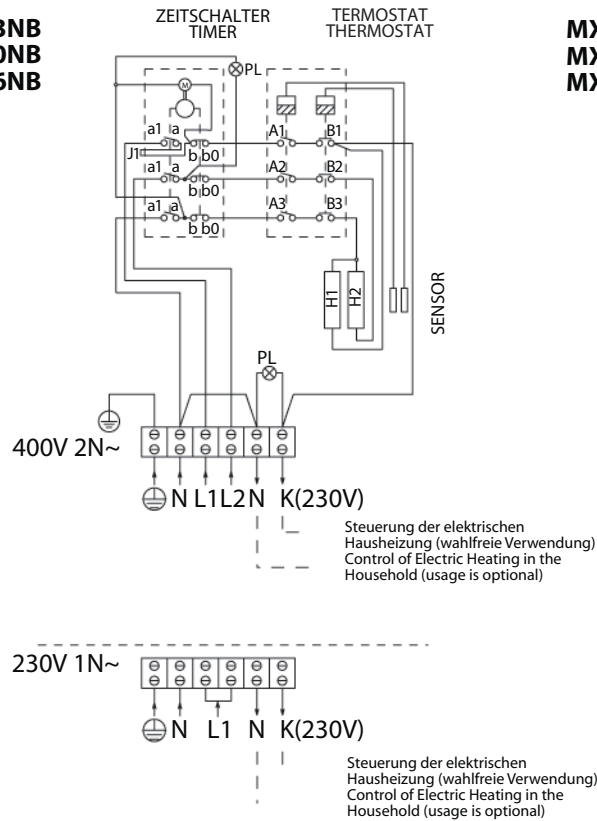 3NB
0NB
6NB
ZEITSCHALTER
TIMER
TERMOSTAT
THERMOSTAT
MX
MX
MX
PL
M
a1 a
A1
B1
J1
b b0
a1 a
A2
B2
b b0
a1 a
A3
B3
b b0
H1
H2
SENSOR
PL
400V 2N~
N L1 L2 N K(230V)
Steuerung der elektrischen
Hausheizung (wahlfreie Verwendung)
Control of Electric Heating in the
Household (usage is optional)
230V 1N~
N L1 N K(230V)
Steuerung der elektrischen
Hausheizung (wahlfreie Verwendung)
Control of Electric Heating in the
Household (usage is optional)